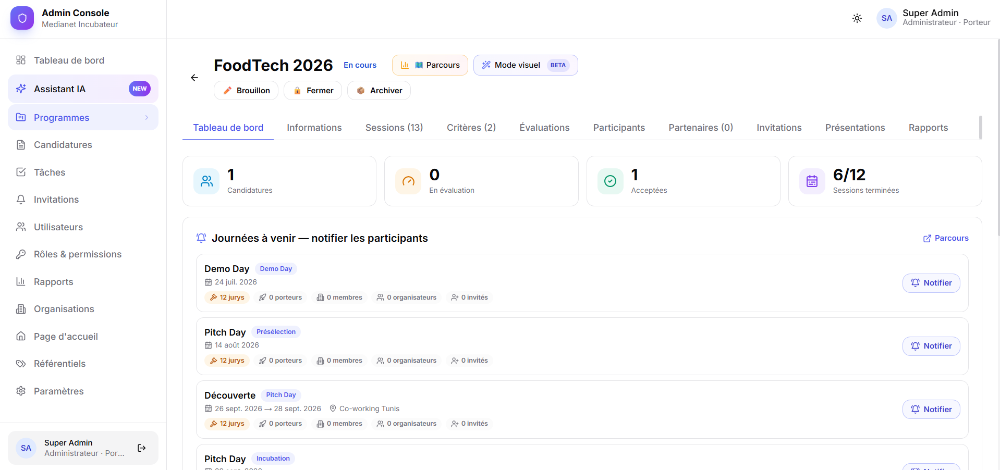 Admin Console
Medianet Incubateur
Super Admin
Administrateur · Porteur
SA
Tableau de bord
Assistant IA
NEW
Programmes
Candidatures
Tâches
Invitations
Utilisateurs
Rôles & permissions
Rapports
Organisations
Page d'accueil
Référentiels
Paramètres
SA
Super Admin
Administrateur · Por...
FoodTech 2026
En cours
Parcours
Mode visuel BETA
Brouillon
Fermer
Archiver
Tableau de bord
Informations
Sessions (13)
Critères (2)
Évaluations
Participants
Partenaires (0)
Invitations
Présentations
Rapports
1
Candidatures
0
En évaluation
1
Acceptées
6/12
Sessions terminées
Journées à venir — notifier les participants
Parcours
Demo Day Demo Day
24 juil. 2026
12 jurys 0 porteurs 0 membres 0 organisateurs 0 invités
Notifier
Pitch Day Présélection
14 août 2026
12 jurys 0 porteurs 0 membres 0 organisateurs 0 invités
Notifier
Découverte Pitch Day
26 sept. 2026 → 28 sept. 2026 Co-working Tunis
12 jurys 0 porteurs 0 membres 0 organisateurs 0 invités
Notifier
Pitch Day Incubation